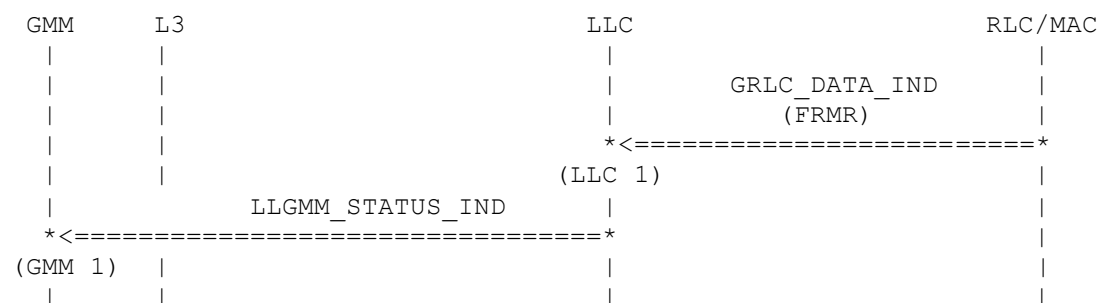 GMM L3 LLC RLC/MAC
GRLC_DATA_IND
(FRMR)
(LLC 1)
LLGMM_STATUS_IND
(GMM 1)